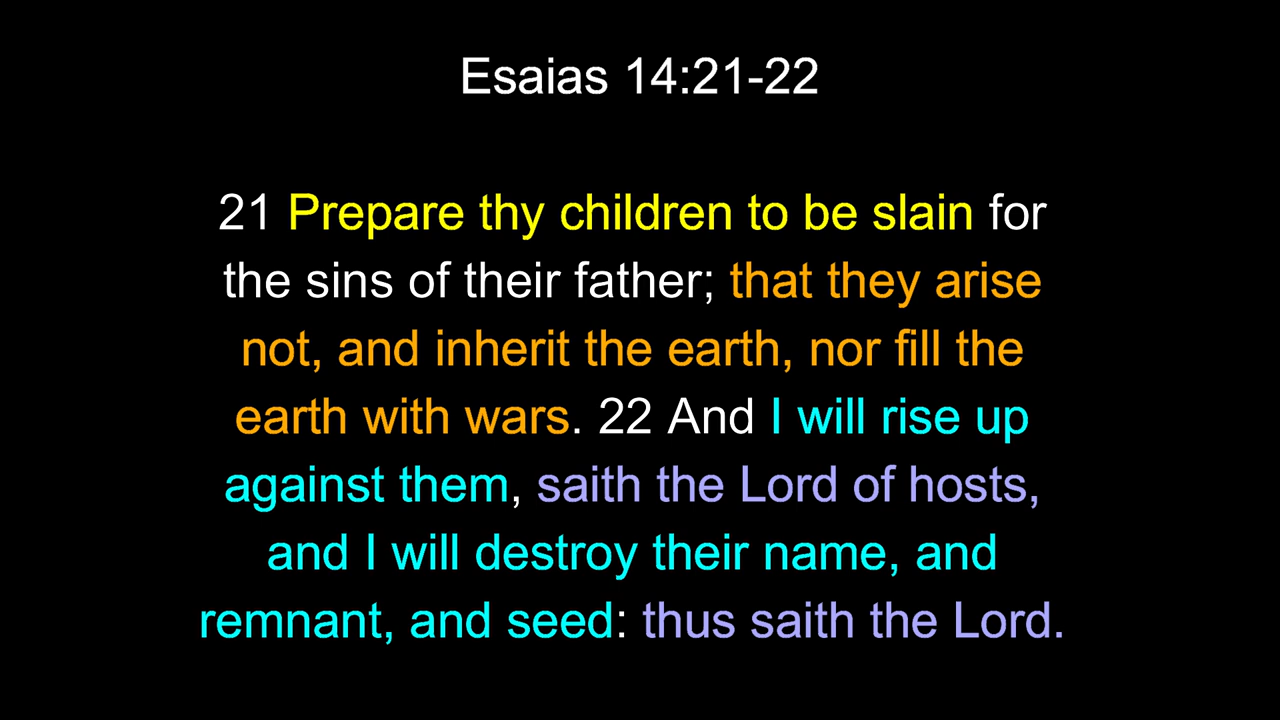 Esaias 14:21-22
21 Prepare thy children to be slain for
the sins of their father; that they arise
not, and inherit the earth, nor fill the
earth with wars. 22 And I will rise up
against them, saith the Lord of hosts,
and I will destroy their name, and
remnant, and seed: thus saith the Lord.